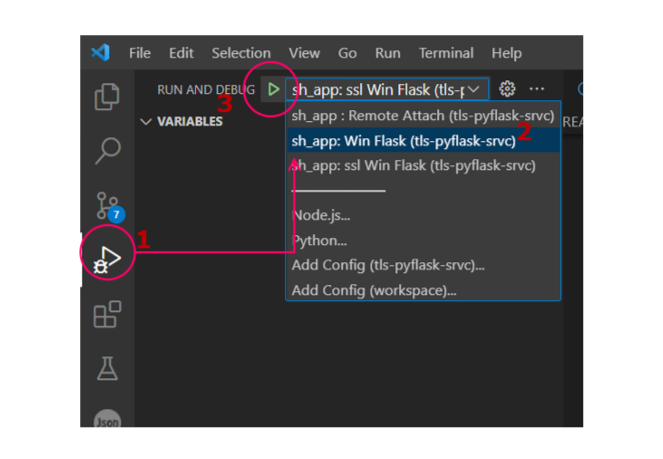 File Edit Selection View Go Run Terminal Help
RUN AND DEBUG sh_app: ssl Win Flask (tls-p
3
VARIABLES
sh_app : Remote Attach (tls-pyflask-srvc)
REA
sh_app: Win Flask (tls-pyflask-srvc)
2
sh_app: ssl Win Flask (tls-pyflask-srvc)
7
Node.js...
1
Python...
Add Config (tls-pyflask-srvc)...
Add Config (workspace)...
Json